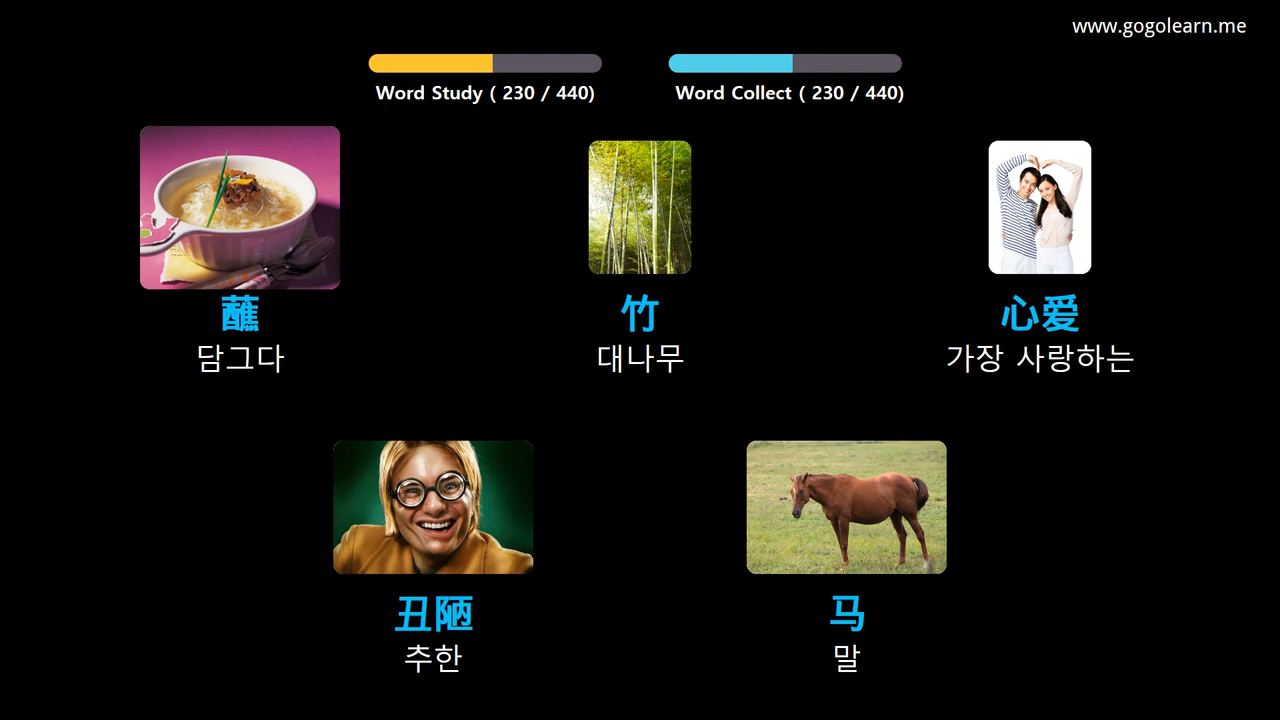 www.gogolearn.me
Word Study ( 230 / 440)
Word Collect ( 230 / 440)
蘸
담그다
竹
대나무
心爱
가장 사랑하는
丑陋
추한
马
말